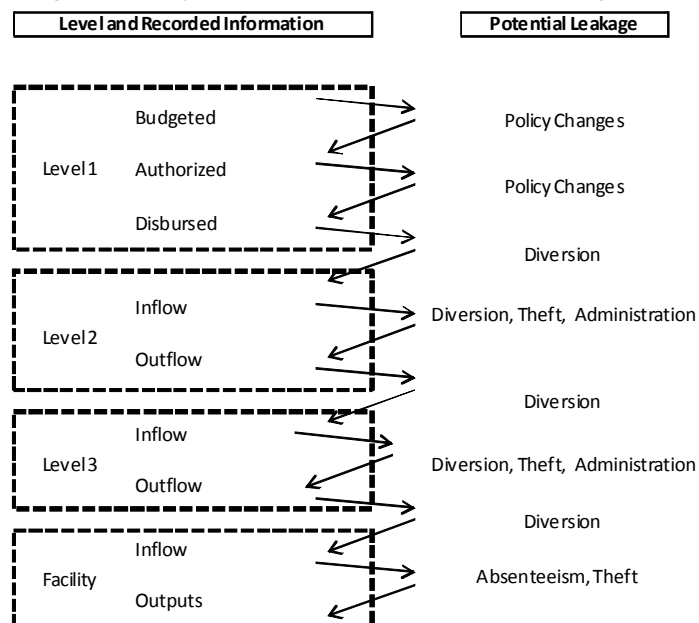 Level and Recorded Information
Potential Leakage
Budgeted
Policy Changes
Level 1
Authorized
Policy Changes
Disbursed
Diversion
Inflow
Diversion, Theft, Administration
Level 2
Outflow
Diversion
Inflow
Level 3
Diversion, Theft, Administration
Outflow
Diversion
Inflow
Facility
Absenteeism, Theft
Outputs